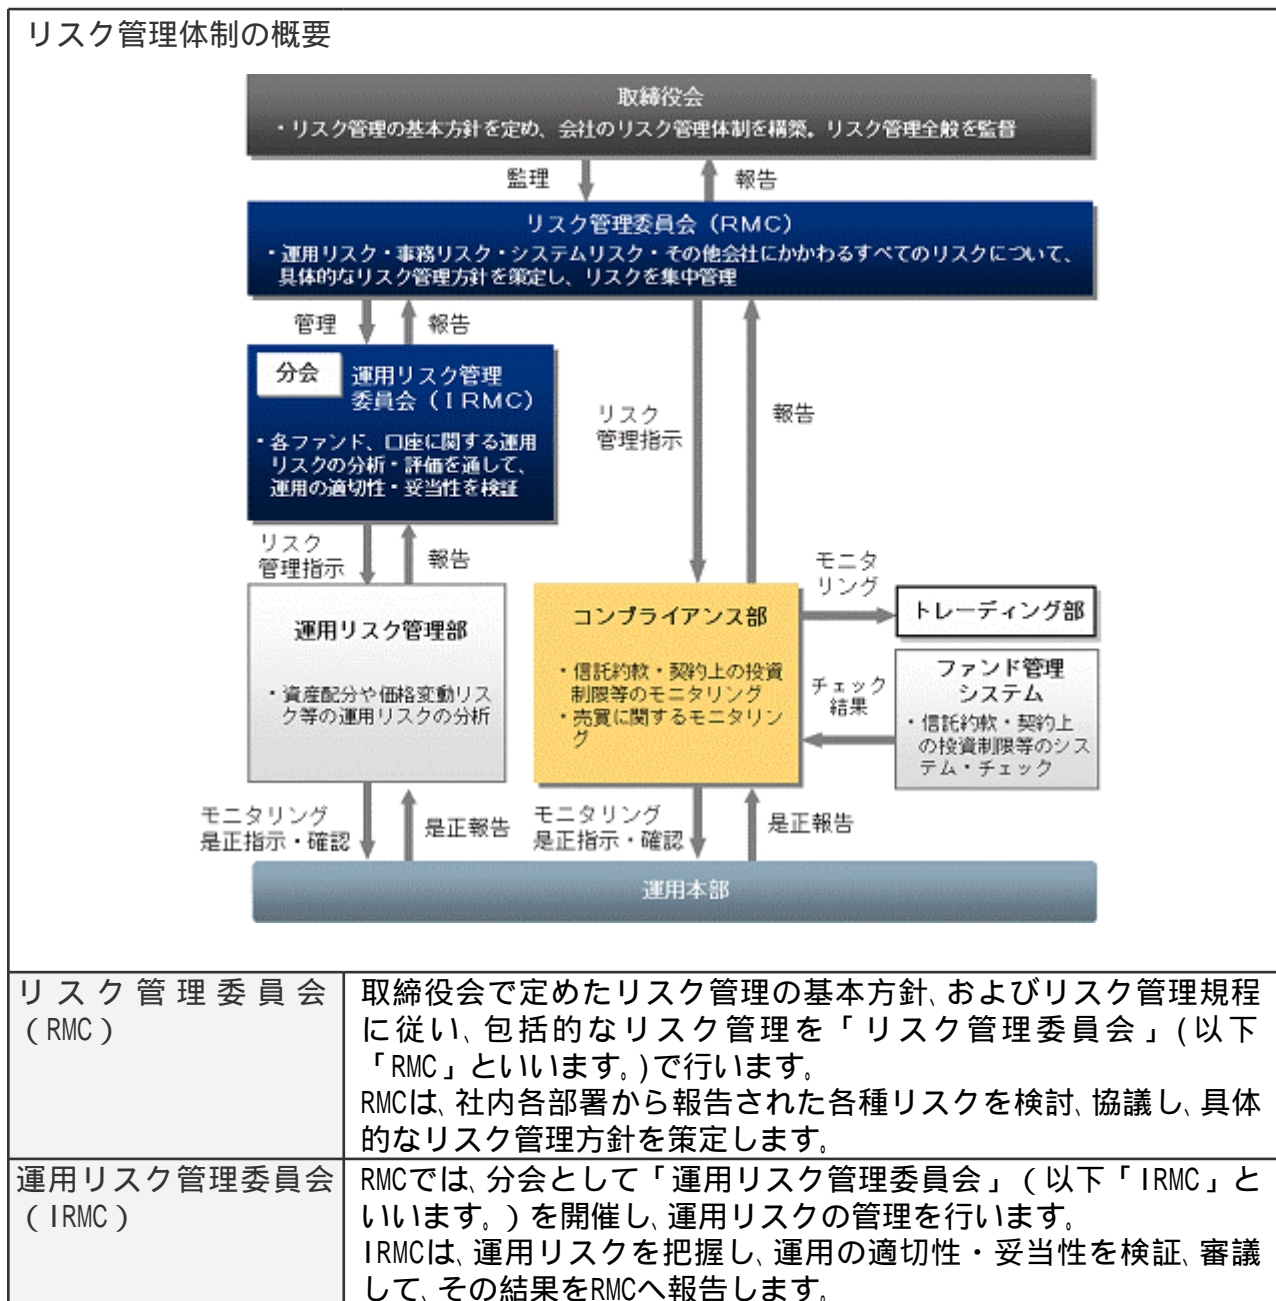 リスク管理体制の概要
取締役会
・リスク管理の基本方針を定め、会社のリスク管理体制を構築。リスク管理全般を監督
監理
報告
リスク管理委員会（RMC）
・運用リスク・事務リスク・システムリスク・その他会社にかかわるすべてのリスクについて、
具体的なリスク管理方針を策定し、リスクを集中管理
管理
報告
分会
運用リスク管理
委員会（IRMC）
・各ファンド、口座に関する運用
リスクの分析・評価を通して、
運用の適切性・妥当性を検証
リスク
管理指示
報告
リスク
管理指示
報告
運用リスク管理部
・資産配分や価格変動リス
ク等の運用リスクの分析
コンプライアンス部
・信託約款・契約上の投資
制限等のモニタリング
・売買に関するモニタリン
グ
モニタ
リング
トレーディング部
チェック
結果
ファンド管理
システム
・信託約款・契約上
の投資制限等のシス
テム・チェック
モニタリング
是正指示・確認
是正報告
モニタリング
是正指示・確認
是正報告
運用本部
リスク管理委員会
（RMC）
取締役会で定めたリスク管理の基本方針、およびリスク管理規程
に従い、包括的なリスク管理を「リスク管理委員会」（以下
「RMC」といいます。）で行います。
RMCは、社内各部署から報告された各種リスクを検討、協議し、具体
的なリスク管理方針を策定します。
運用リスク管理委員会
（IRMC）
RMCでは、分会として「運用リスク管理委員会」（以下「IRMC」と
いいます。）を開催し、運用リスクの管理を行います。
IRMCは、運用リスクを把握し、運用の適切性・妥当性を検証、審議
して、その結果をRMCへ報告します。